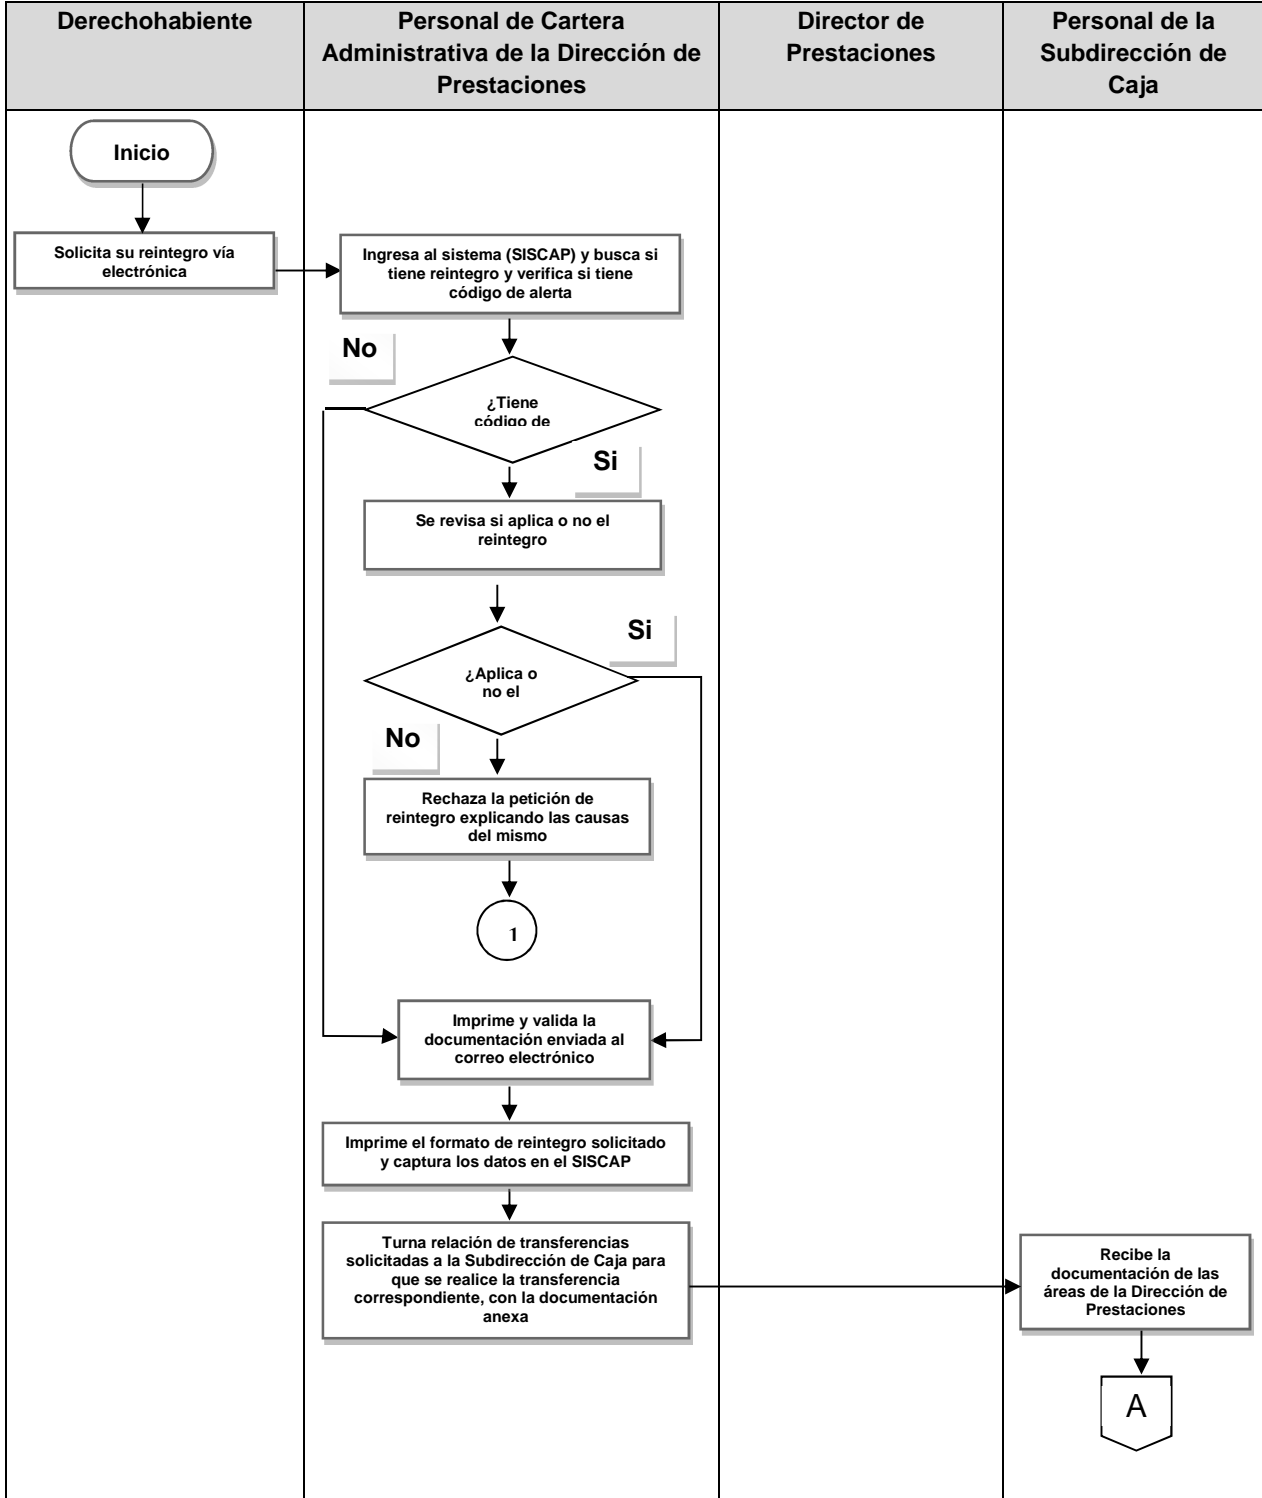 Derechohabiente
Personal de Cartera
Administrativa de la Dirección de
Prestaciones
Director de
Prestaciones
Personal de la
Subdirección de
Caja
Inicio
Solicita su reintegro vía
electrónica
Ingresa al sistema (SISCAP) y busca si
tiene reintegro y verifica si tiene
código de alerta
No
¿Tiene
código de
Si
Se revisa si aplica o no el
reintegro
Si
¿Aplica o
no el
No
Rechaza la petición de
reintegro explicando las causas
del mismo
1
Imprime y valida la
documentación enviada al
correo electrónico
Imprime el formato de reintegro solicitado
y captura los datos en el SISCAP
Turna relación de transferencias
solicitadas a la Subdirección de Caja para
que se realice la transferencia
correspondiente, con la documentación
anexa
Recibe la
documentación de las
áreas de la Dirección de
Prestaciones
A